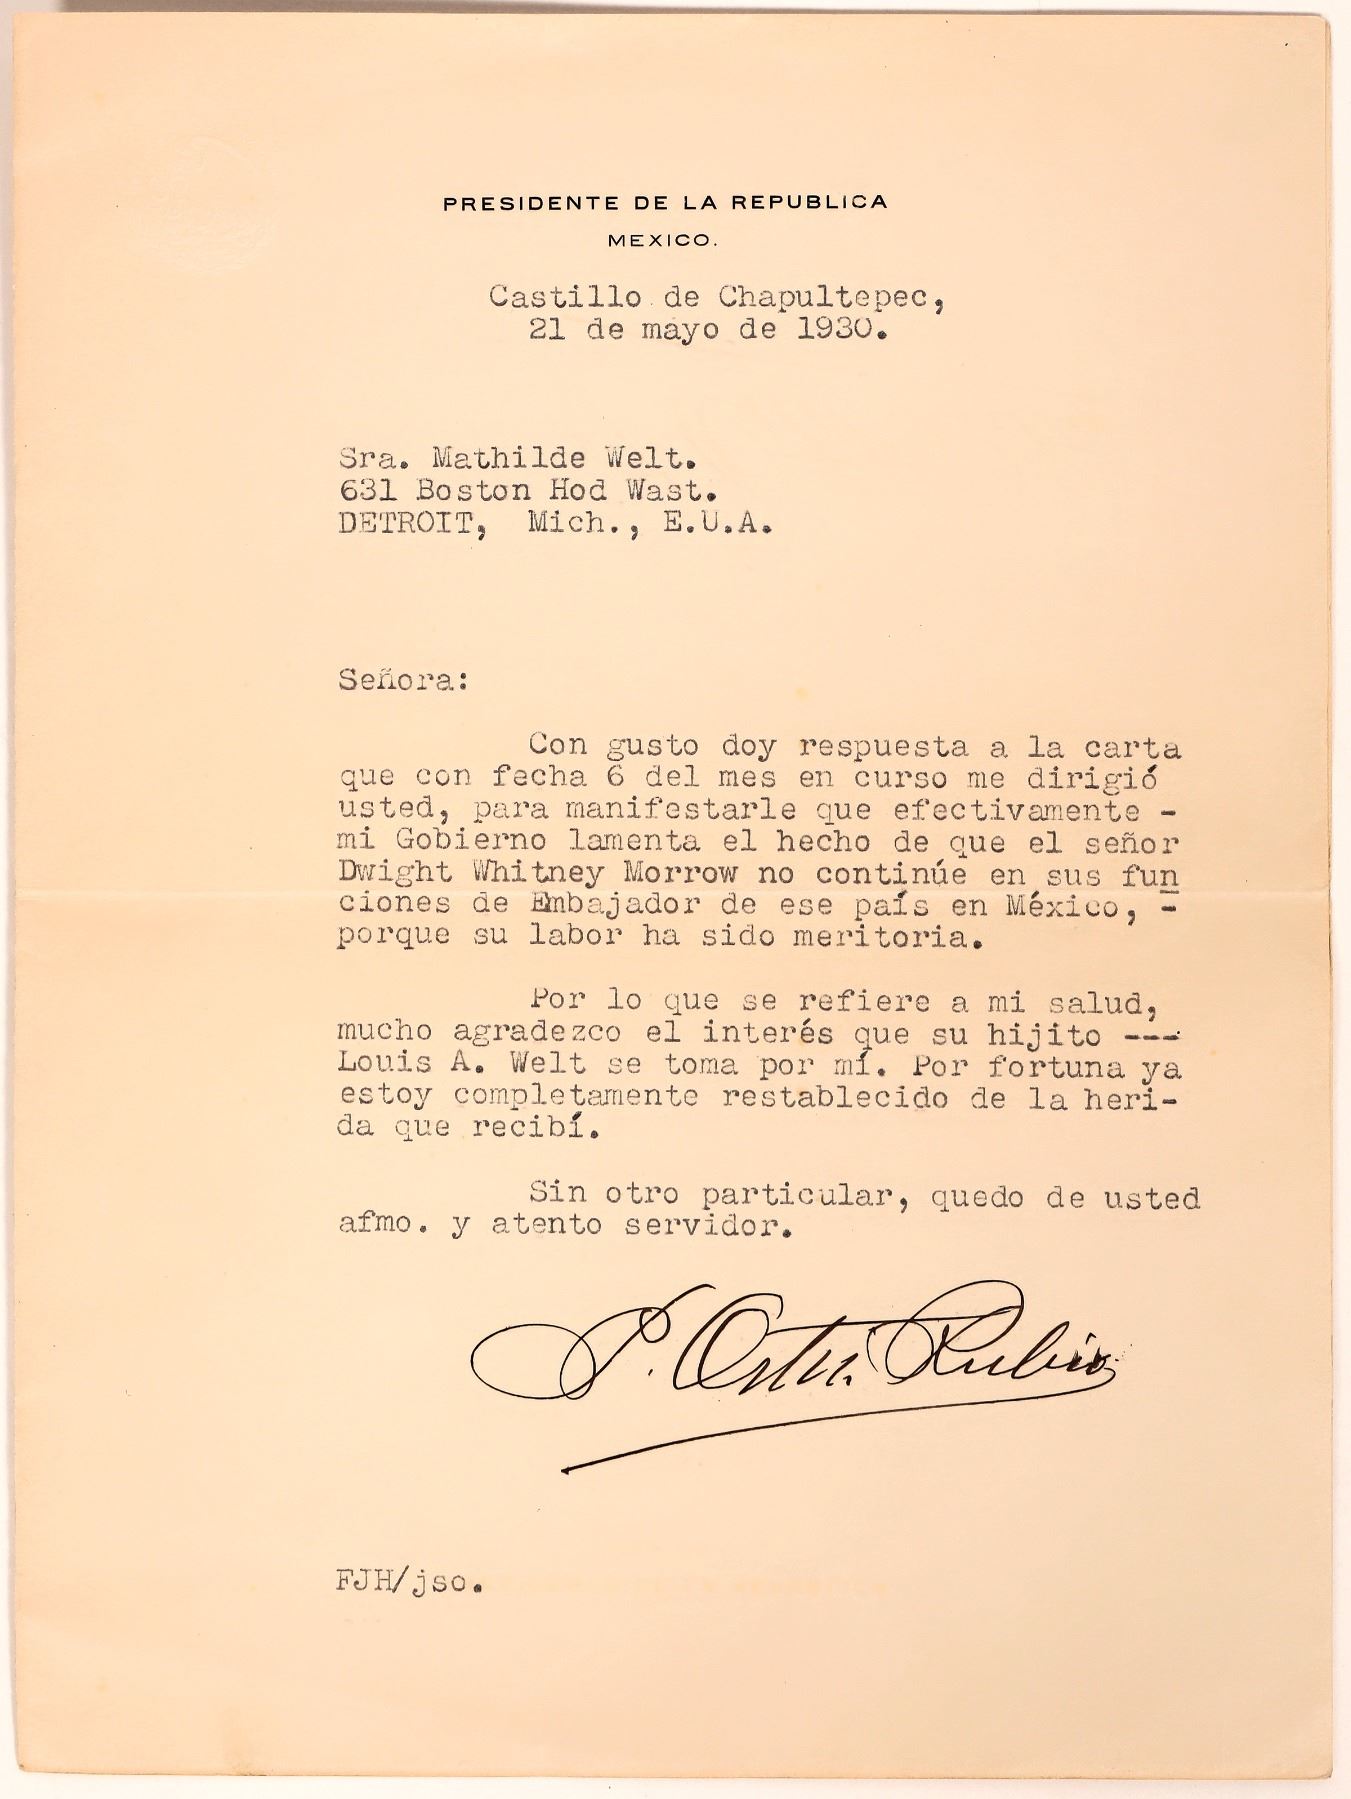 PRESIDENTE DE LA REPUBLICA
MEXICO.
Castillo de Chapultepec,
21 de mayo de 1930.
Sra. Mathilde Welt.
631 Boston Hod Wast.
DETROIT, Mich., E.U.A.
Señora:
Con gusto doy respuesta a la carta
que con fecha 6 del mes en curso me dirigió
usted, para manifestarle que efectivamente -
mi Gobierno lamenta el hecho de que el señor
Dwight Whitney Morrow no continúe en sus fun
ciones de Embajador de ese país en México, -
porque su labor ha sido meritoria.
Por lo que se refiere a mi salud,
mucho agradezco el interés que su hijito ---
Louis A. Welt se toma por mí. Por fortuna ya
estoy completamente restablecido de la heri-
da que recibí.
Sin otro particular, quedo de usted
afmo. y atento servidor.
P. Ortiz Rubio
FJH/jso.